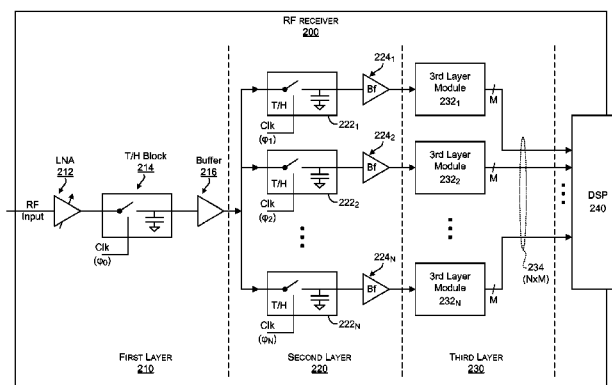 RF RECEIVER
200
LNA
212
T/H Block
214
Buffer
216
RF
Input
Clk
(φ0)
FIRST LAYER
210
T/H
222₁
Clk
(φ1)
224₁
Bf
T/H
222₂
Clk
(φ2)
224₂
Bf
T/H
222N
Clk
(φN)
224N
Bf
SECOND LAYER
220
3rd Layer
Module
232₁
M
3rd Layer
Module
232₂
M
3rd Layer
Module
232N
M
234
(NxM)
THIRD LAYER
230
DSP
240